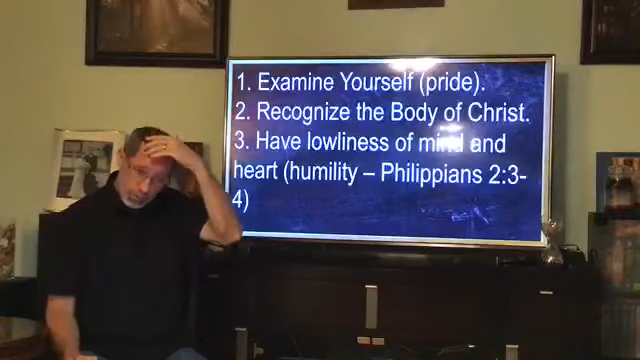 1. Examine Yourself (pride).
2. Recognize the Body of Christ.
3. Have lowliness of mind and
heart (humility – Philippians 2:3-
4)